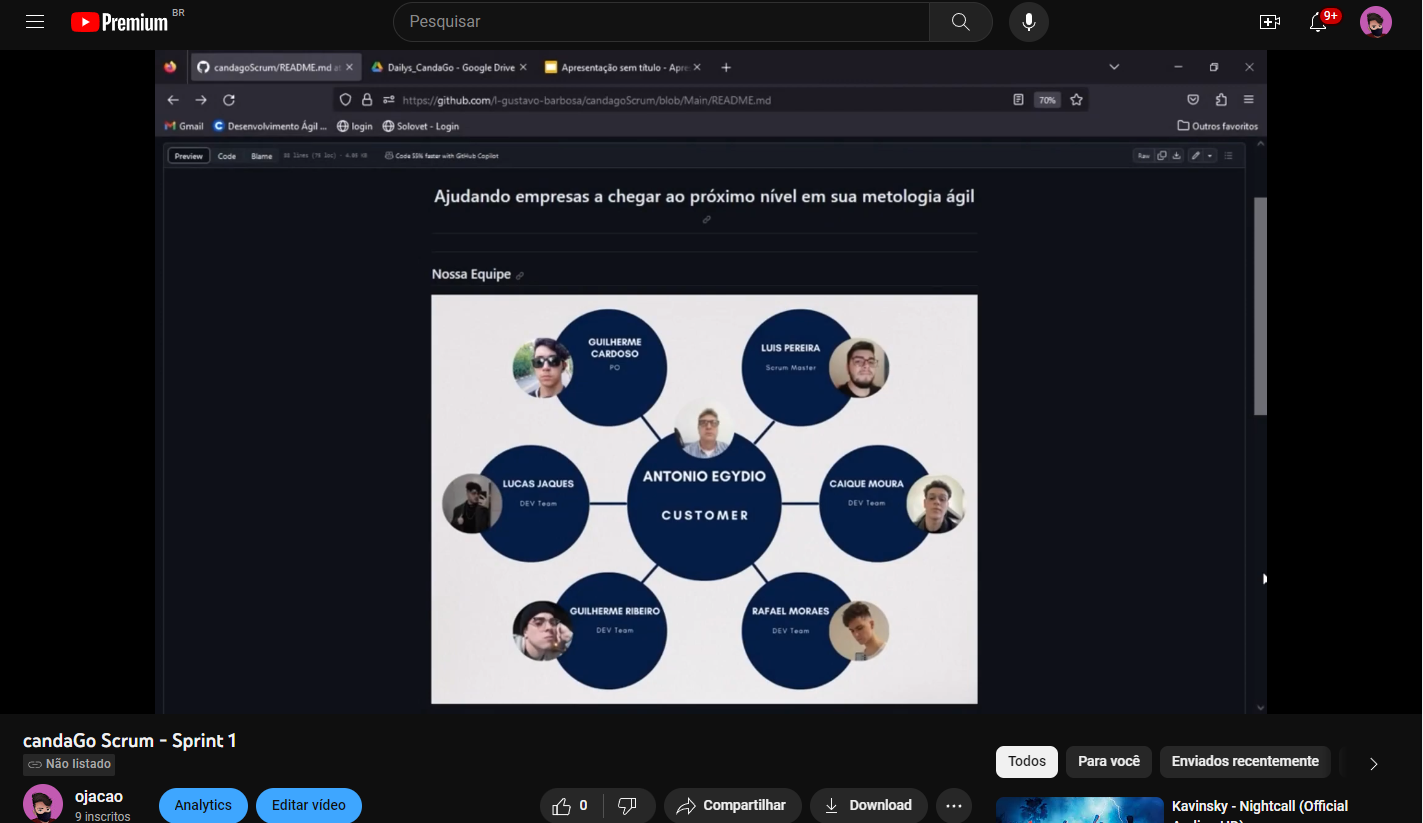 Premium BR
Pesquisar
9+
candagoScrum/README.md at
Dailys_CandaGo - Google Drive
Apresentação sem título - Apre
https://github.com/l-gustavo-barbosa/candagoScrum/blob/Main/README.md
70%
Gmail
Desenvolvimento Ágil ...
login
Solovet - Login
Outros favoritos
Preview
Code
Blame
Code 55% faster with GitHub Copilot
Raw
Ajudando empresas a chegar ao próximo nível em sua metologia ágil
Nossa Equipe
GUILHERME
CARDOSO
PO
LUIS PEREIRA
Scrum Master
ANTONIO EGYDIO
CUSTOMER
LUCAS JAQUES
DEV Team
CAIQUE MOURA
DEV Team
GUILHERME RIBEIRO
DEV Team
RAFAEL MORAES
DEV Team
candaGo Scrum - Sprint 1
Não listado
ojacao
9 inscritos
Analytics
Editar vídeo
0
Compartilhar
Download
...
Todos
Para você
Enviados recentemente
Kavinsky - Nightcall (Official